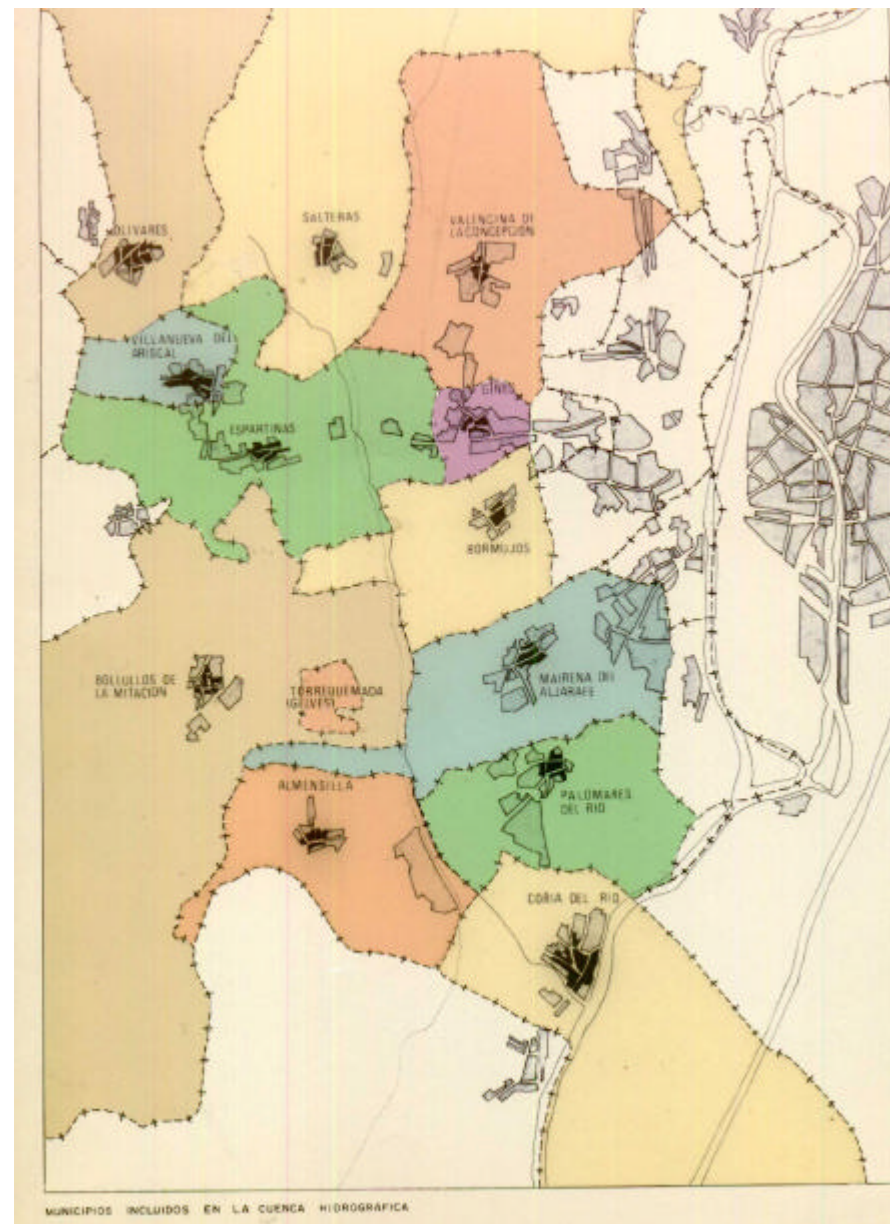 SALTERAS
VALENCINA DE
LA CONCEPCION
OLIVARES
VILLANUEVA DEL
ARISCAL
GINES
ESPARTINAS
BORMUJOS
BOLLULLOS DE
LA MITACION
TORREQUEMADA
(GELVES)
MAIRENA DEL
ALJARAFE
ALMENSILLA
PALOMARES
DEL RIO
CORIA DEL RIO
MUNICIPIOS INCLUIDOS EN LA CUENCA HIDROGRÁFICA